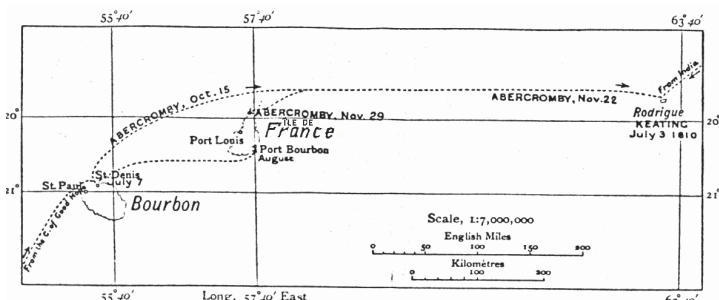 55°40'
57°40'
63°40'
From India
ABERCROMBY, Oct. 15
ABERCROMBY, Nov. 22
20°
ABERCROMBY, Nov. 29
ÎLE DE
France
Rodrigue
KEATING
July 3 1810
20°
Port Louis
Port Bourbon
August
St. Denis
July 7
St. Paul
21°
21°
Bourbon
From the C. of Good Hope
Scale, 1:7,000,000
English Miles
0 50 100 150 200
Kilomètres
0 100 200
55°40'
Long. East
57°40'